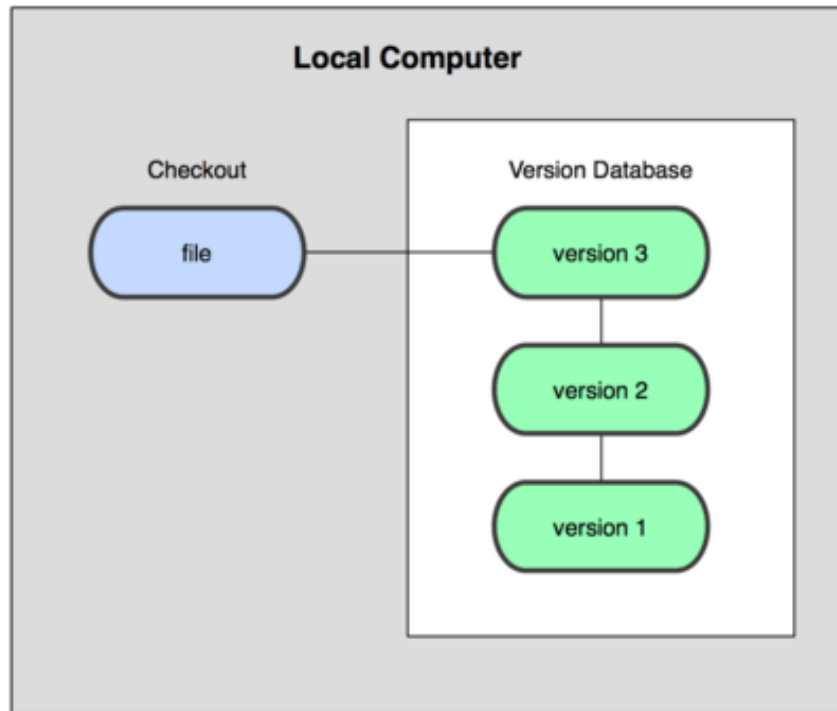 Local Computer
Checkout
Version Database
file
version 3
version 2
version 1